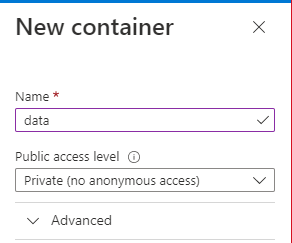 New container
Name *
data
Public access level
Private (no anonymous access)
Advanced